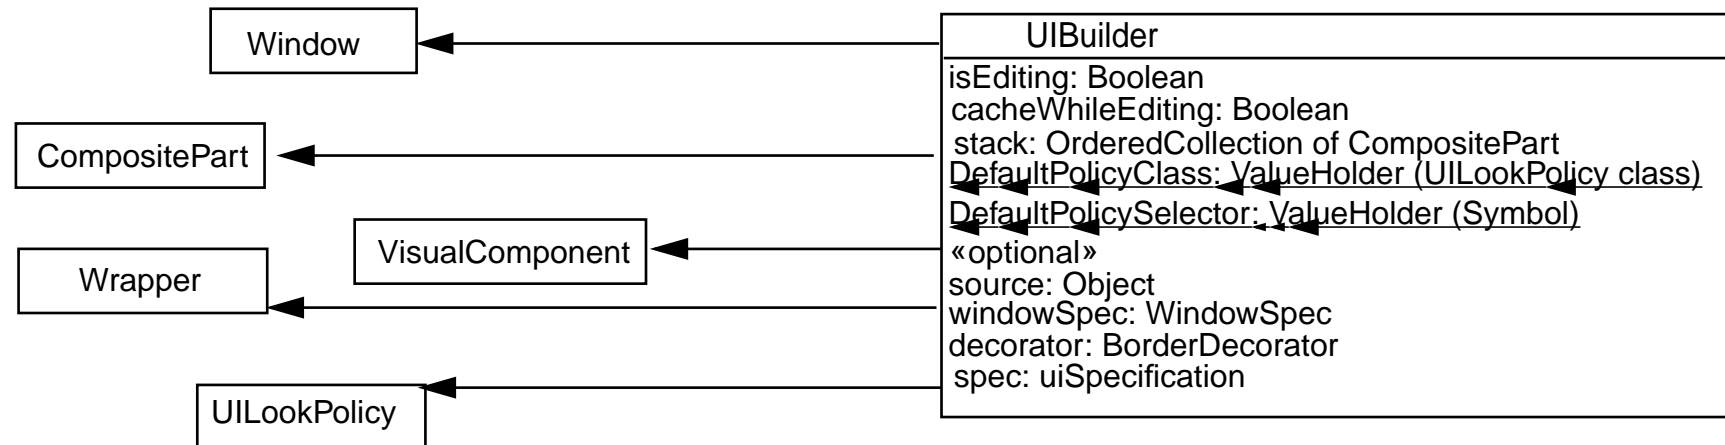 Window
CompositePart
VisualComponent
Wrapper
UILookPolicy
UIBuilder
isEditing: Boolean
cacheWhileEditing: Boolean
stack: OrderedCollection of CompositePart
DefaultPolicyClass: ValueHolder (UILookPolicy class)
DefaultPolicySelector: ValueHolder (Symbol)
«optional»
source: Object
windowSpec: WindowSpec
decorator: BorderDecorator
spec: uiSpecification